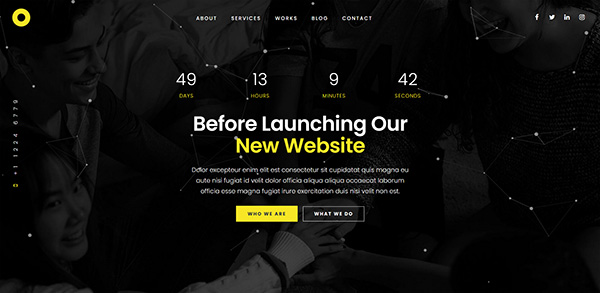 ABOUT SERVICES WORKS BLOG CONTACT
49 13 9 42
DAYS HOURS MINUTES SECONDS
Before Launching Our
New Website
Dolor excepteur enim elit est consectetur sit cupidatat quis magna eu
aute nisi fugiat id velit dolor officia aliqua aliqua occaecat laborum
officia esse magna fugiat irure exercitation duis nisi velit non est.
WHO WE ARE WHAT WE DO
+1 1224 6779